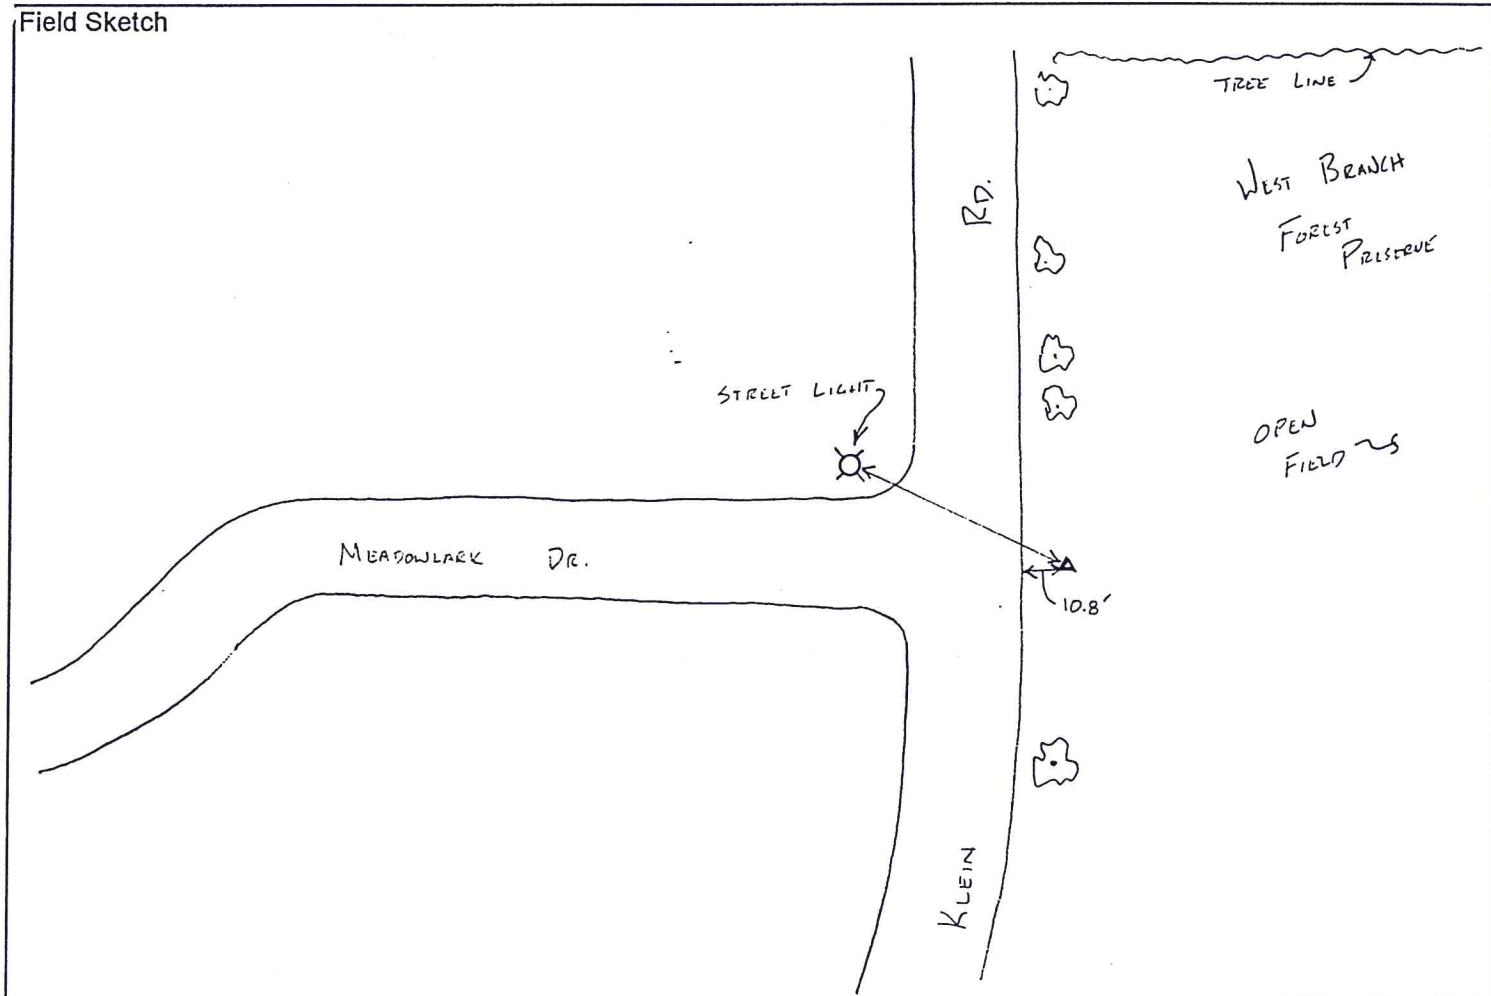 Field Sketch
TREE LINE
WEST BRANCH
FOREST
PRESERVE
RD.
STREET LIGHT
OPEN
FIELD
MEADOWLARK DR.
10.8'
KLEIN